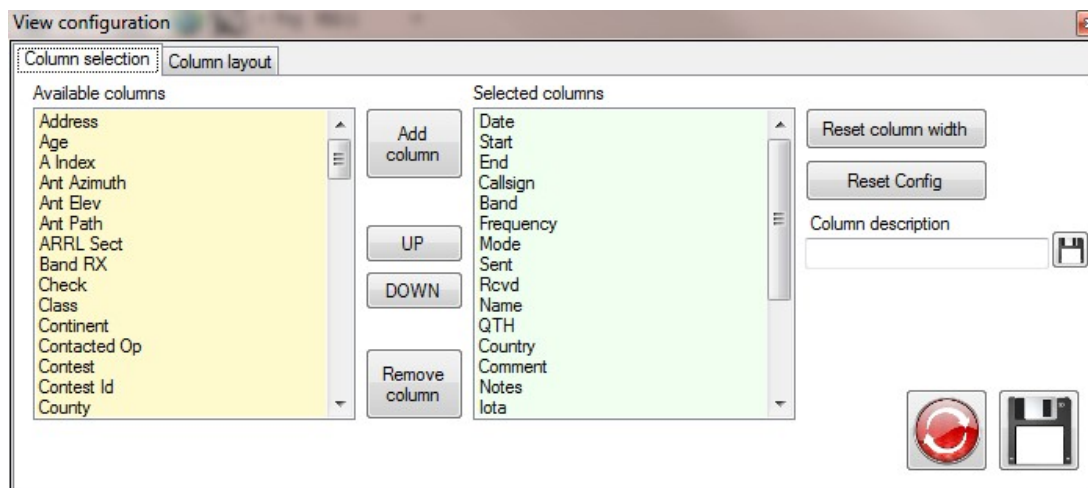 View configuration
Column selection
Column layout
Available columns
Address
Age
A Index
Ant Azimuth
Ant Elev
Ant Path
ARRL Sect
Band RX
Check
Class
Continent
Contacted Op
Contest
Contest Id
County
Add
column
UP
DOWN
Remove
column
Selected columns
Date
Start
End
Callsign
Band
Frequency
Mode
Sent
Rcvd
Name
QTH
Country
Comment
Notes
Iota
Reset column width
Reset Config
Column description